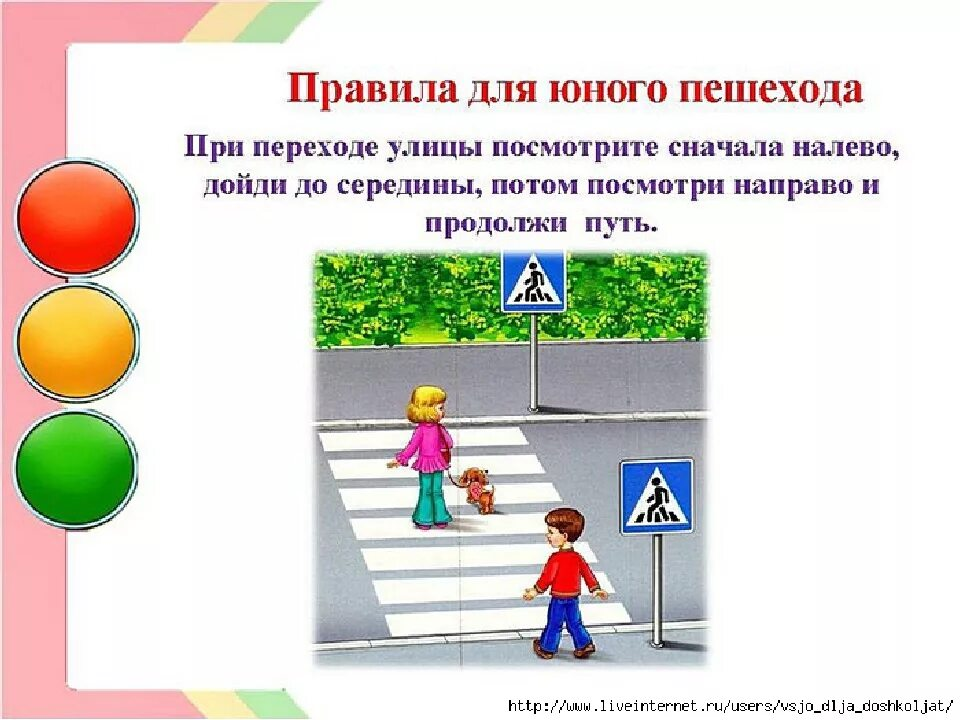 Правила для юного пешехода
При переходе улицы посмотрите сначала налево,
дойди до середины, потом посмотри направо и
продолжи путь.
http://www.liveinternet.ru/users/vsjo_dlja_doshkoljat/